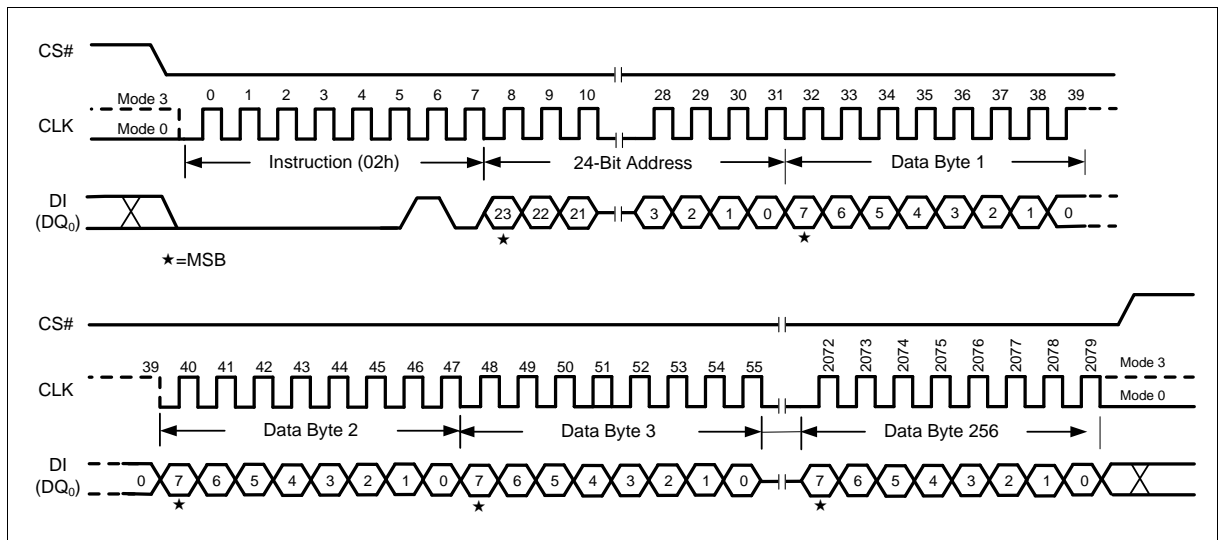 CS#
Mode 3
0 1 2 3 4 5 6 7 8 9 10 28 29 30 31 32 33 34 35 36 37 38 39
CLK
Mode 0
Instruction (02h) 24-Bit Address Data Byte 1
DI
(DQ0)
23 22 21 3 2 1 0 7 6 5 4 3 2 1 0
★ ★
★=MSB
CS#
39 40 41 42 43 44 45 46 47 48 49 50 51 52 53 54 55 2072 2073 2074 2075 2076 2077 2078 2079
Mode 3
CLK
Mode 0
Data Byte 2 Data Byte 3 Data Byte 256
DI
(DQ0)
0 7 6 5 4 3 2 1 0 7 6 5 4 3 2 1 0 7 6 5 4 3 2 1 0
★ ★ ★